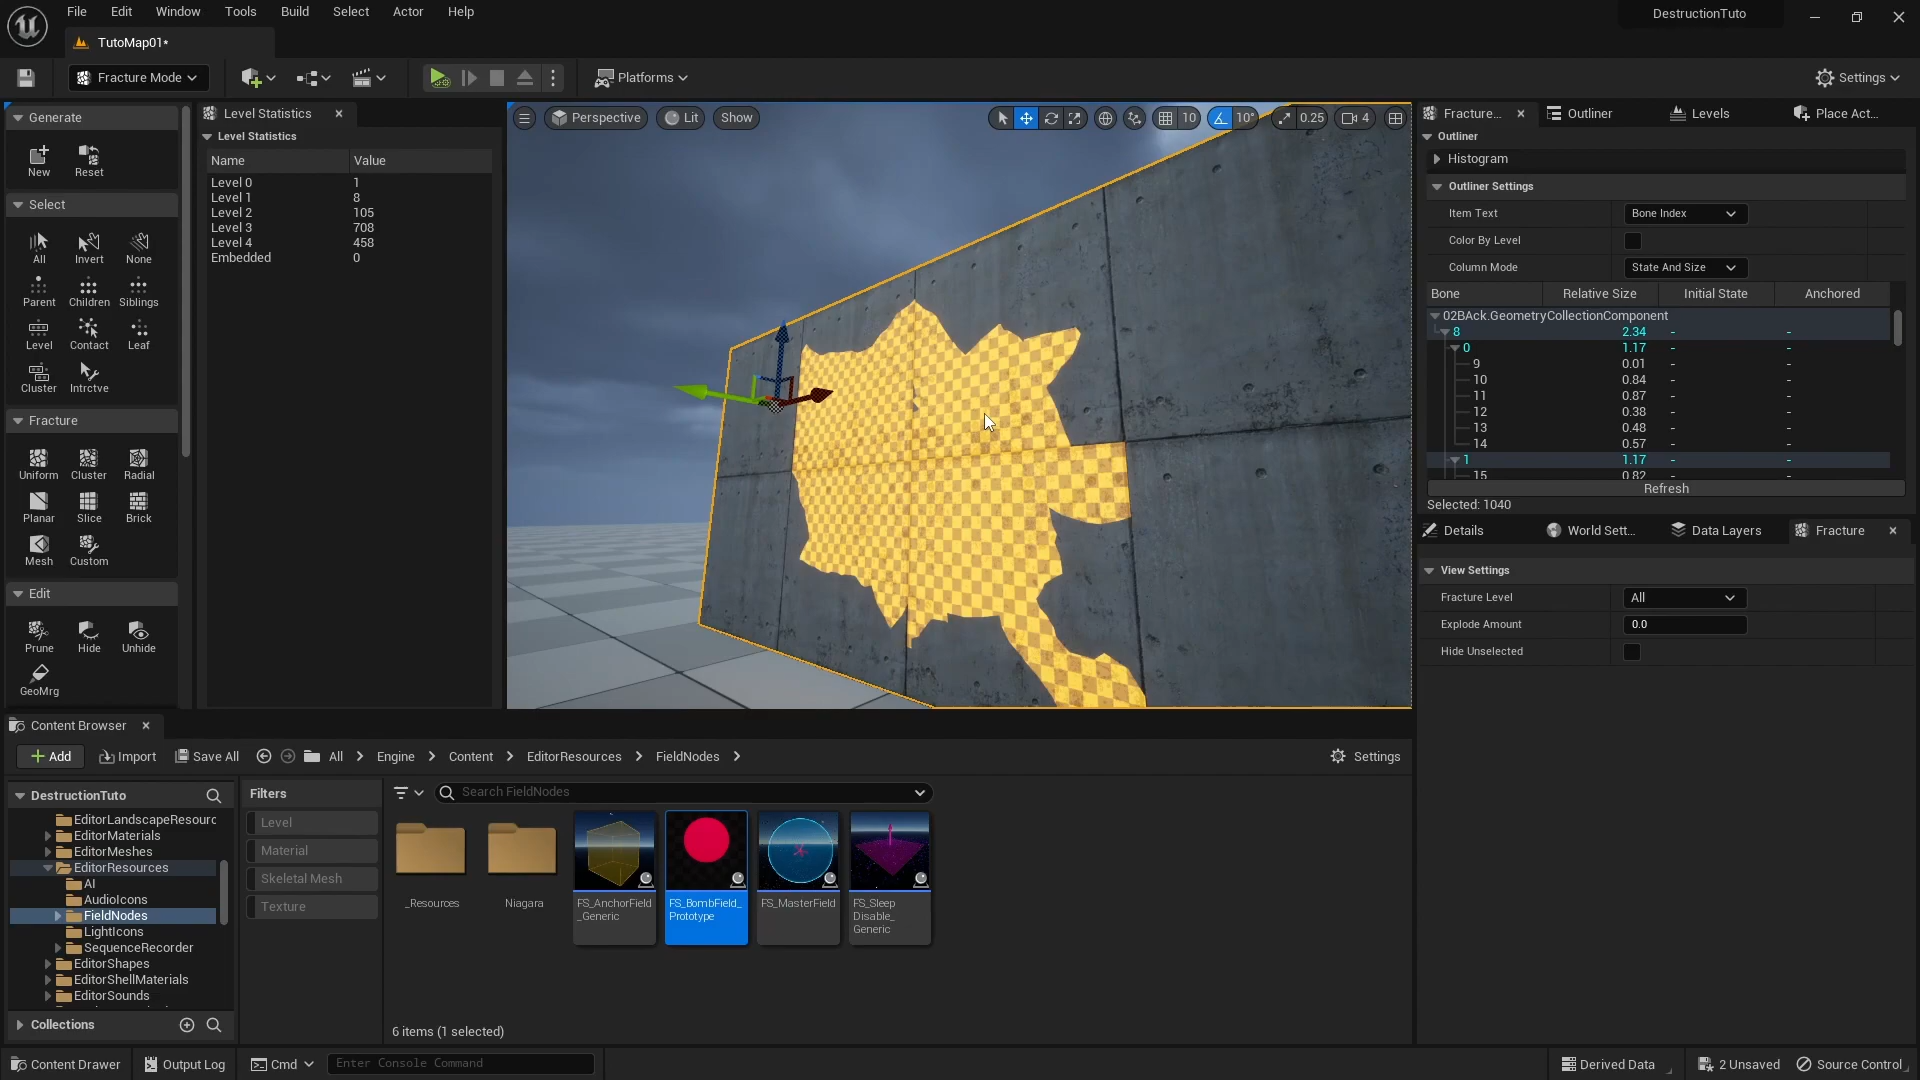 File Edit Window Tools Build Select Actor Help
DestructionTuto
TutoMap01*
Fracture Mode
Platforms
Settings
Generate
New Reset
Select
All Invert None
Parent Children Siblings
Level Contact Leaf
Cluster Intrctve
Fracture
Uniform Cluster Radial
Planar Slice Brick
Mesh Custom
Edit
Prune Hide Unhide
GeoMrg
Level Statistics
Level Statistics
Name Value
Level 0 1
Level 1 8
Level 2 105
Level 3 708
Level 4 458
Embedded 0
Perspective Lit Show
10 10° 0.25 4
Fracture... Outliner Levels Place Act...
Outliner
Histogram
Outliner Settings
Item Text Bone Index
Color By Level
Column Mode State And Size
Bone Relative Size Initial State Anchored
02BAck.GeometryCollectionComponent
8 2.34 - -
0 1.17 - -
9 0.01 - -
10 0.84 - -
11 0.87 - -
12 0.38 - -
13 0.48 - -
14 0.57 - -
1 1.17 - -
15 0.82 - -
Refresh
Selected: 1040
Details World Sett... Data Layers Fracture
View Settings
Fracture Level All
Explode Amount 0.0
Hide Unselected
Content Browser
Add Import Save All All Engine Content EditorResources FieldNodes Settings
DestructionTuto
EditorLandscapeResourc
EditorMaterials
EditorMeshes
EditorResources
AI
AudioIcons
FieldNodes
LightIcons
SequenceRecorder
EditorShapes
EditorShellMaterials
EditorSounds
Collections
Filters
Level
Material
Skeletal Mesh
Texture
Search FieldNodes
_Resources
Niagara
FS_AnchorField
_Generic
FS_BombField_
Prototype
FS_MasterField
FS_Sleep
Disable_
Generic
6 items (1 selected)
Content Drawer Output Log Cmd Enter Console Command
Derived Data 2 Unsaved Source Control